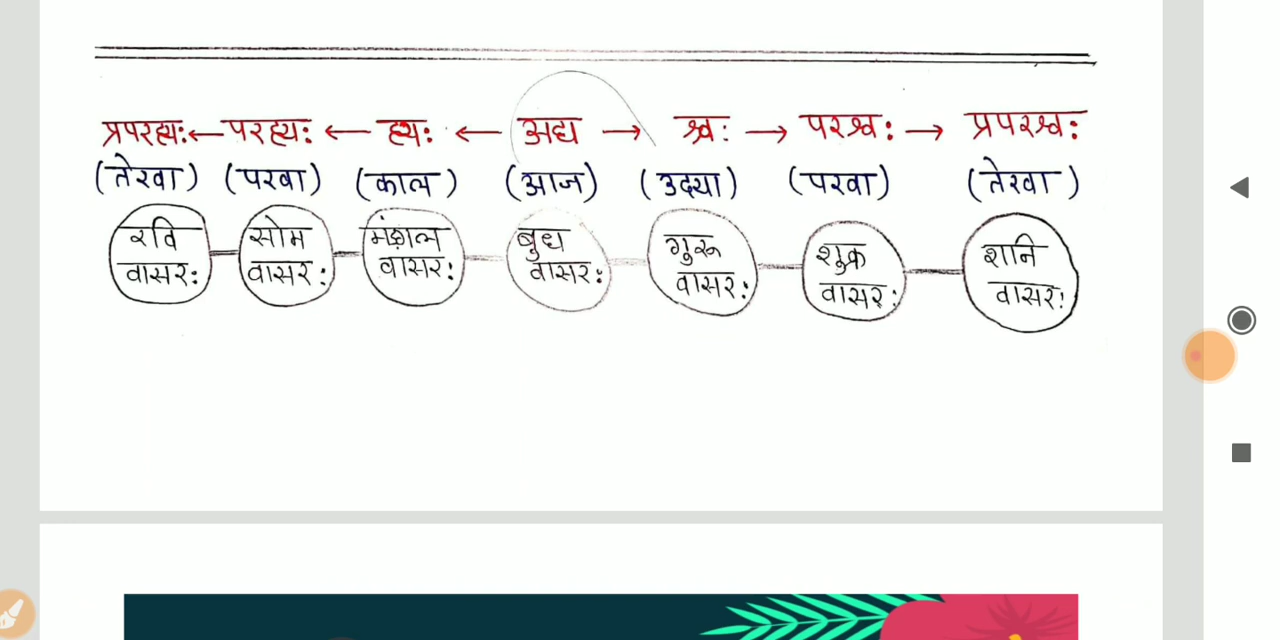 प्रपरह्यः ← परह्यः ← ह्यः ← अद्य → श्वः → परश्वः → प्रपरश्वः
(तेरवा) (परवा) (काल) (आज) (उद्या) (परवा) (तेरवा)
रवि सोम मंगल बुध गुरू शुक्र शनि
वासरः वासरः वासरः वासरः वासरः वासरः वासरः